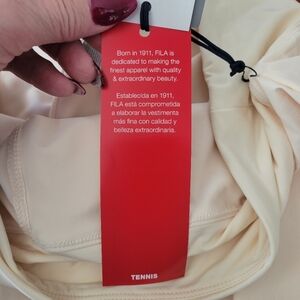 Born in 1911, FILA is
dedicated to making the
finest apparel with quality
& extraordinary beauty.
Establecida en 1911,
FILA está comprometida
a elaborar la vestimenta
más fina con calidad y
belleza extraordinaria.
TENNIS